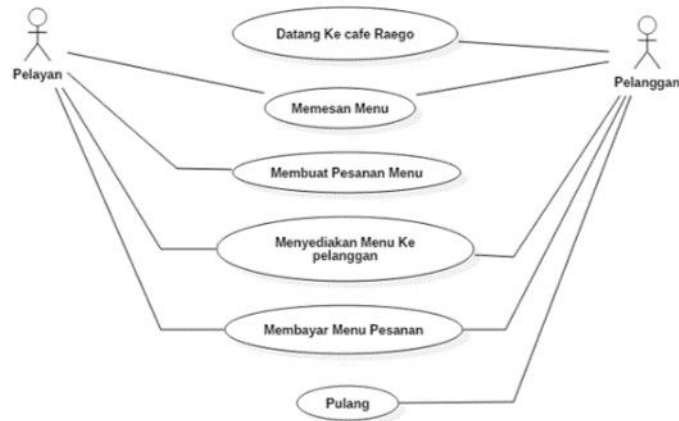 Datang Ke cafe Raego
Pelayan
Pelanggan
Memesan Menu
Membuat Pesanan Menu
Menyediakan Menu Ke
pelanggan
Membayar Menu Pesanan
Pulang